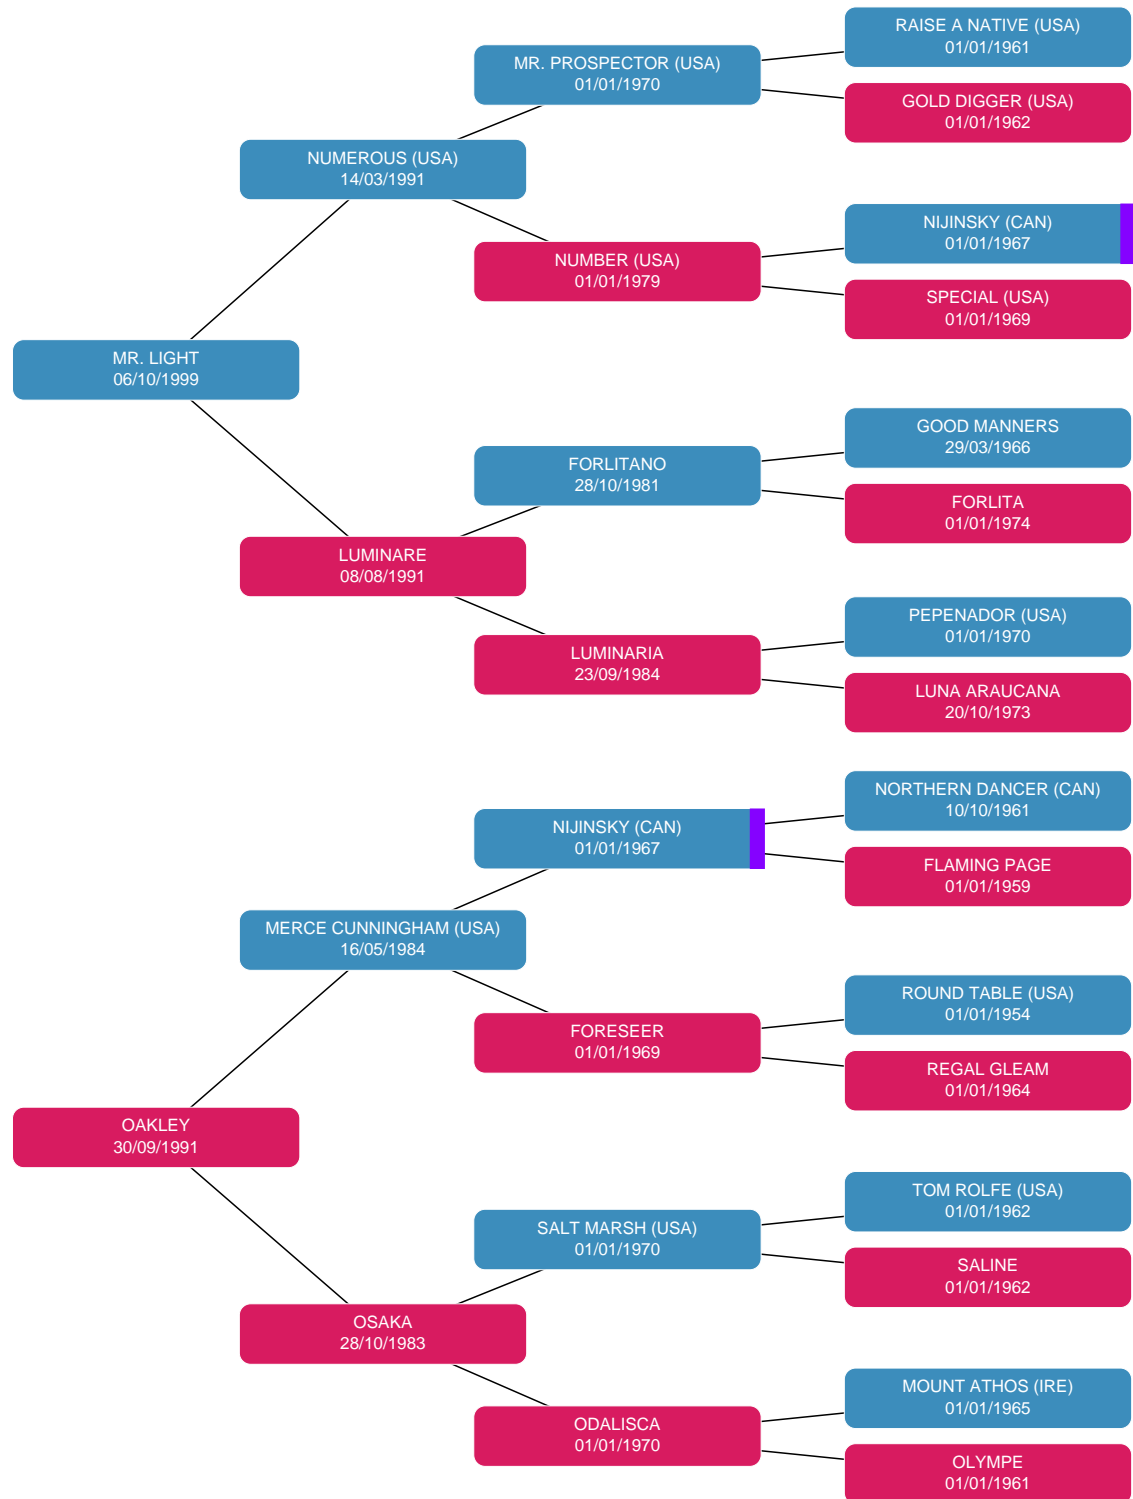 RAISE A NATIVE (USA)
01/01/1961
MR. PROSPECTOR (USA)
01/01/1970
GOLD DIGGER (USA)
01/01/1962
NUMEROUS (USA)
14/03/1991
NIJINSKY (CAN)
01/01/1967
NUMBER (USA)
01/01/1979
SPECIAL (USA)
01/01/1969
MR. LIGHT
06/10/1999
GOOD MANNERS
29/03/1966
FORLITANO
28/10/1981
FORLITA
01/01/1974
LUMINARE
08/08/1991
PEPENADOR (USA)
01/01/1970
LUMINARIA
23/09/1984
LUNA ARAUCANA
20/10/1973
NORTHERN DANCER (CAN)
10/10/1961
NIJINSKY (CAN)
01/01/1967
FLAMING PAGE
01/01/1959
MERCE CUNNINGHAM (USA)
16/05/1984
ROUND TABLE (USA)
01/01/1954
FORESEER
01/01/1969
REGAL GLEAM
01/01/1964
OAKLEY
30/09/1991
TOM ROLFE (USA)
01/01/1962
SALT MARSH (USA)
01/01/1970
SALINE
01/01/1962
OSAKA
28/10/1983
MOUNT ATHOS (IRE)
01/01/1965
ODALISCA
01/01/1970
OLYMPE
01/01/1961